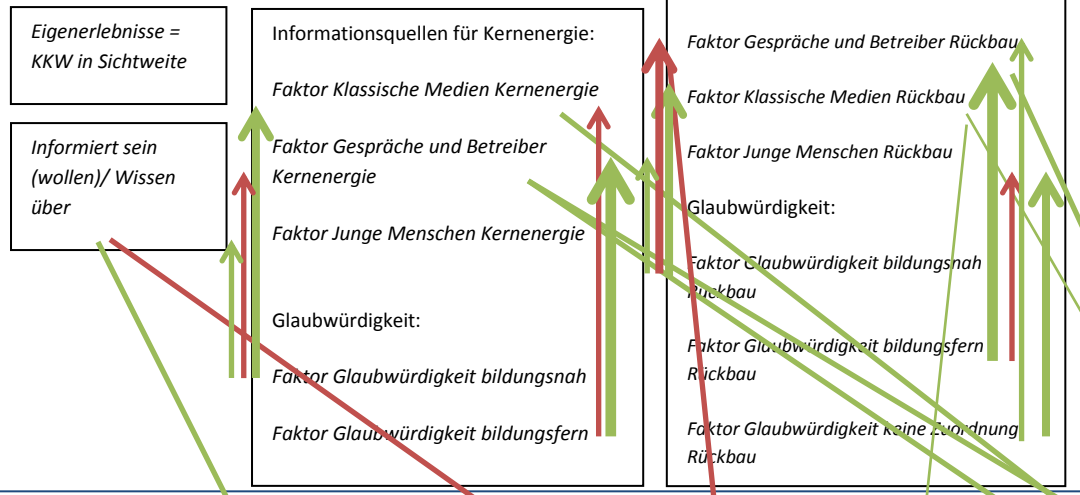 Eigenerlebnisse =
KKW in Sichtweite
Informiert sein
(wollen)/ Wissen
über
Informationsquellen für Kernenergie:
Faktor Klassische Medien Kernenergie
Faktor Gespräche und Betreiber
Kernenergie
Faktor Junge Menschen Kernenergie
Glaubwürdigkeit:
Faktor Glaubwürdigkeit bildungsnah
Faktor Glaubwürdigkeit bildungsfern
Faktor Gespräche und Betreiber Rückbau
Faktor Klassische Medien Rückbau
Faktor Junge Menschen Rückbau
Glaubwürdigkeit:
Faktor Glaubwürdigkeit bildungsnah
Rückbau
Faktor Glaubwürdigkeit bildungsfern
Rückbau
Faktor Glaubwürdigkeit keine Zuordnung
Rückbau